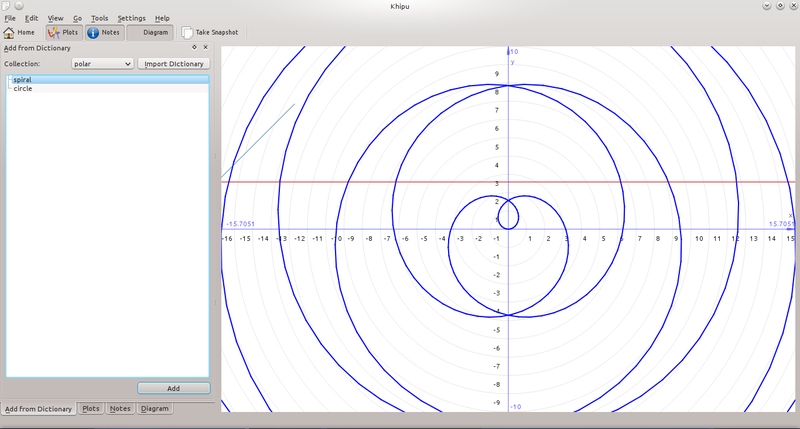 Khipu
File Edit View Go Tools Settings Help
Home Plots Notes Diagram Take Snapshot
Add from Dictionary
Collection: polar Import Dictionary
spiral
circle
Add
Add from Dictionary Plots Notes Diagram
10
y
9
8
7
6
5
4
3
2
1
x
-15.7051 15.7051
-16 -15 -14 -13 -12 -11 -10 -9 -8 -7 -6 -5 -4 -3 -2 -1 1 2 3 4 5 6 7 8 9 10 11 12 13 14 15
-1
-2
-3
-4
-5
-6
-7
-8
-9
-10